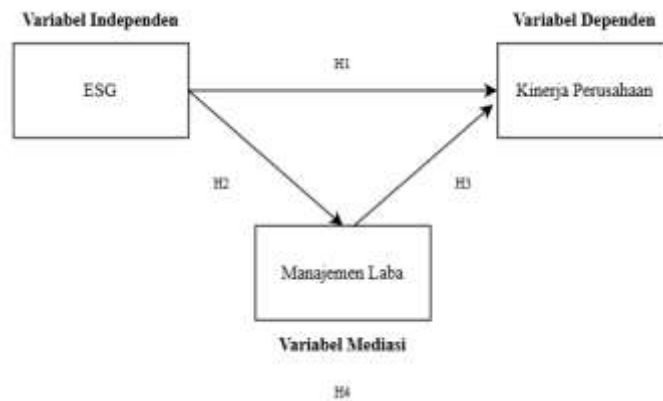 Variabel Independen
Variabel Dependen
ESG
H1
Kinerja Perusahaan
H2
H3
Manajemen Laba
Variabel Mediasi
H4